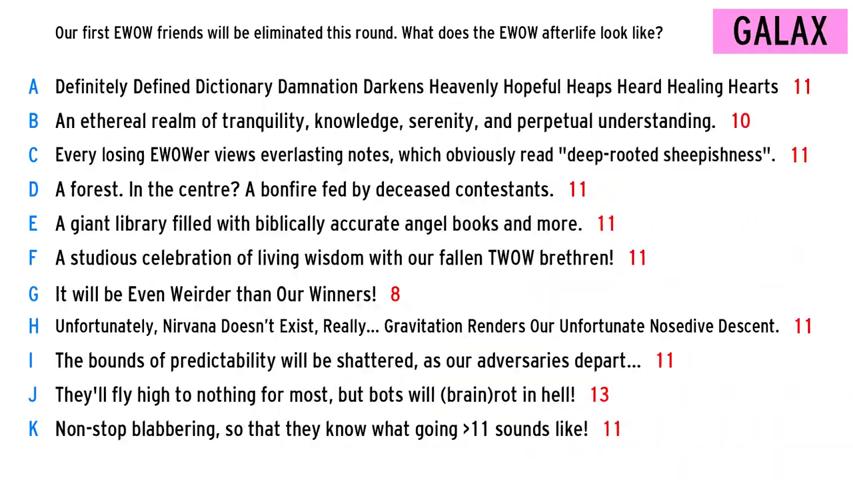 Our first EWOW friends will be eliminated this round. What does the EWOW afterlife look like?
GALAX
A Definitely Defined Dictionary Damnation Darkens Heavenly Hopeful Heaps Heard Healing Hearts 11
B An ethereal realm of tranquility, knowledge, serenity, and perpetual understanding. 10
C Every losing EWOWer views everlasting notes, which obviously read "deep-rooted sheepishness". 11
D A forest. In the centre? A bonfire fed by deceased contestants. 11
E A giant library filled with biblically accurate angel books and more. 11
F A studious celebration of living wisdom with our fallen TWOW brethren! 11
G It will be Even Weirder than Our Winners! 8
H Unfortunately, Nirvana Doesn't Exist, Really... Gravitation Renders Our Unfortunate Nosedive Descent. 11
I The bounds of predictability will be shattered, as our adversaries depart... 11
J They'll fly high to nothing for most, but bots will (brain)rot in hell! 13
K Non-stop blabbering, so that they know what going >11 sounds like! 11